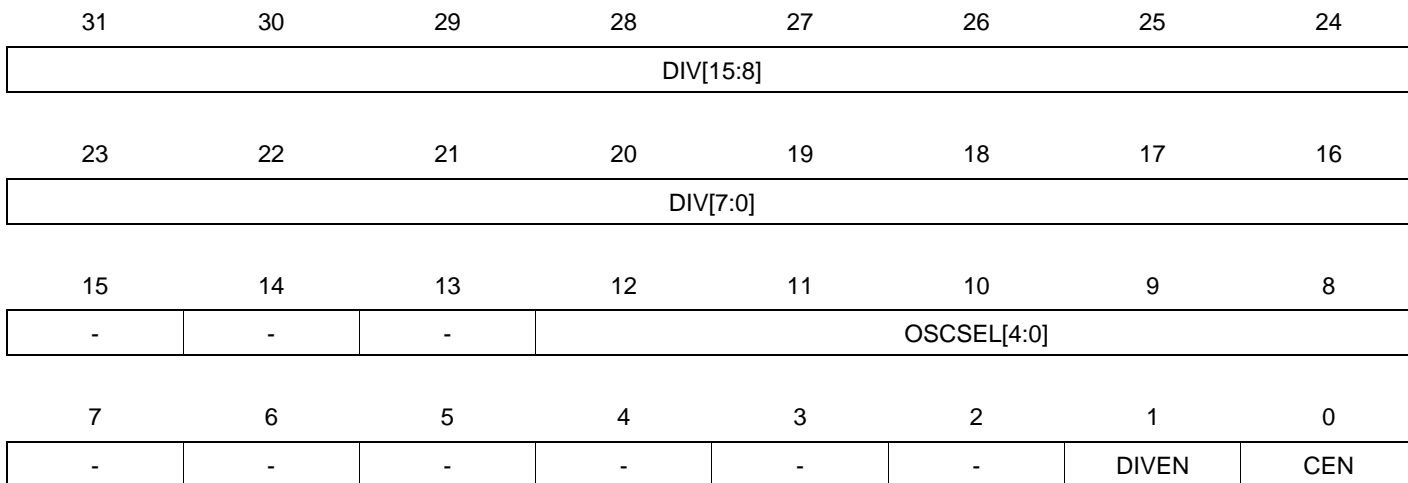 31 30 29 28 27 26 25 24
DIV[15:8]
23 22 21 20 19 18 17 16
DIV[7:0]
15 14 13 12 11 10 9 8
- - - OSCSEL[4:0]
7 6 5 4 3 2 1 0
- - - - - - DIVEN CEN